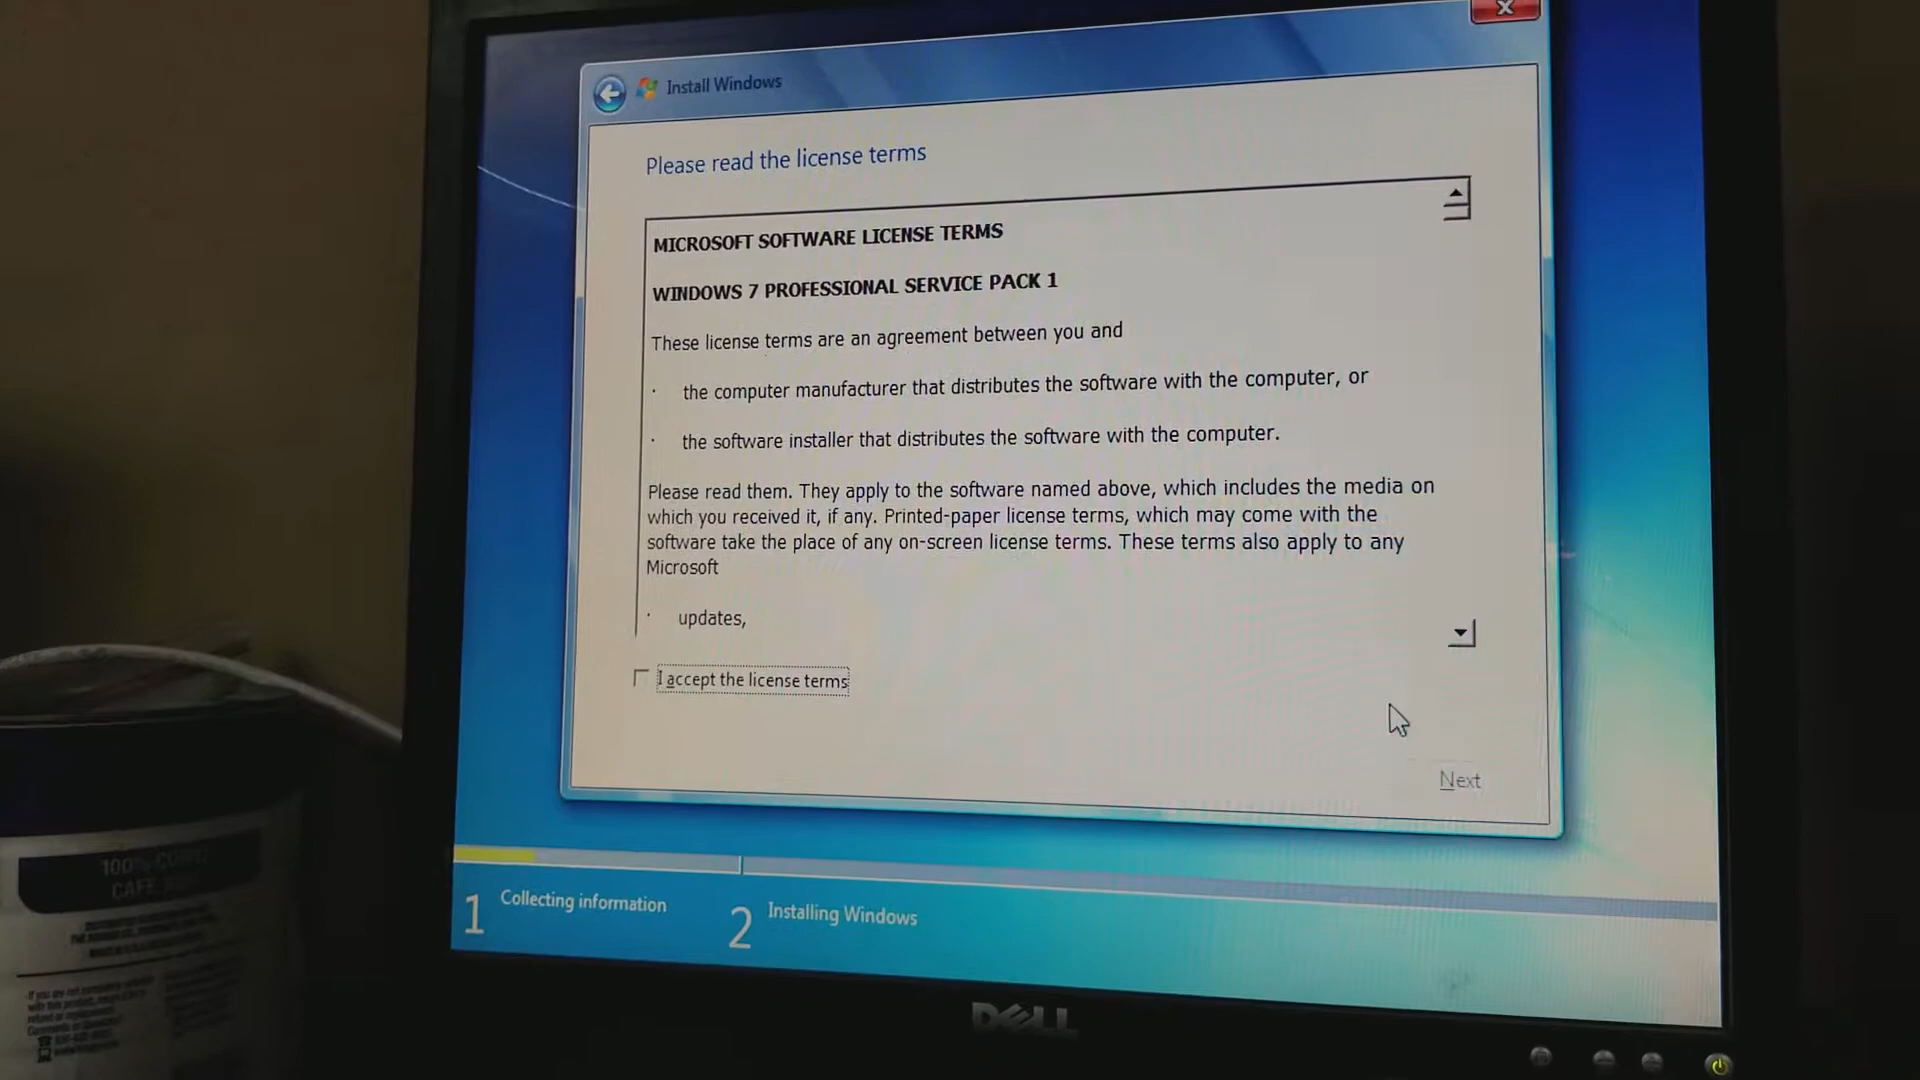 Install Windows
Please read the license terms
MICROSOFT SOFTWARE LICENSE TERMS
WINDOWS 7 PROFESSIONAL SERVICE PACK 1
These license terms are an agreement between you and
· the computer manufacturer that distributes the software with the computer, or
· the software installer that distributes the software with the computer.
Please read them. They apply to the software named above, which includes the media on
which you received it, if any. Printed-paper license terms, which may come with the
software take the place of any on-screen license terms. These terms also apply to any
Microsoft
· updates,
I accept the license terms
Next
1 Collecting information
2 Installing Windows
DELL
100%